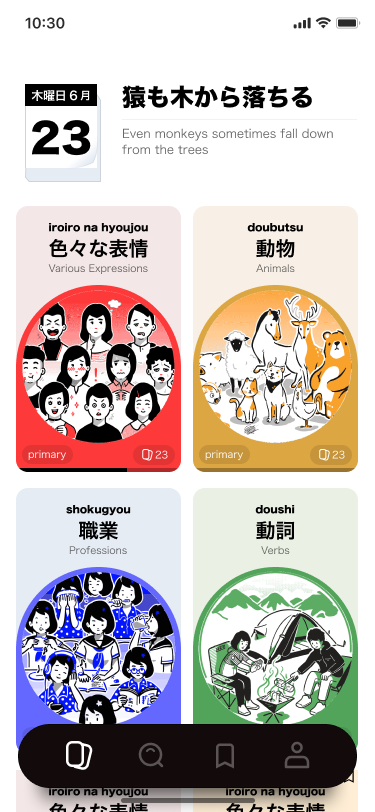 10:30
木曜日6月
23
猿も木から落ちる
Even monkeys sometimes fall down
from the trees
iroiro na hyoujou
色々な表情
Various Expressions
primary
23
doubutsu
動物
Animals
primary
23
shokugyou
職業
Professions
doushi
動詞
Verbs
iroiro na hyoujou
iroiro na hyoujou